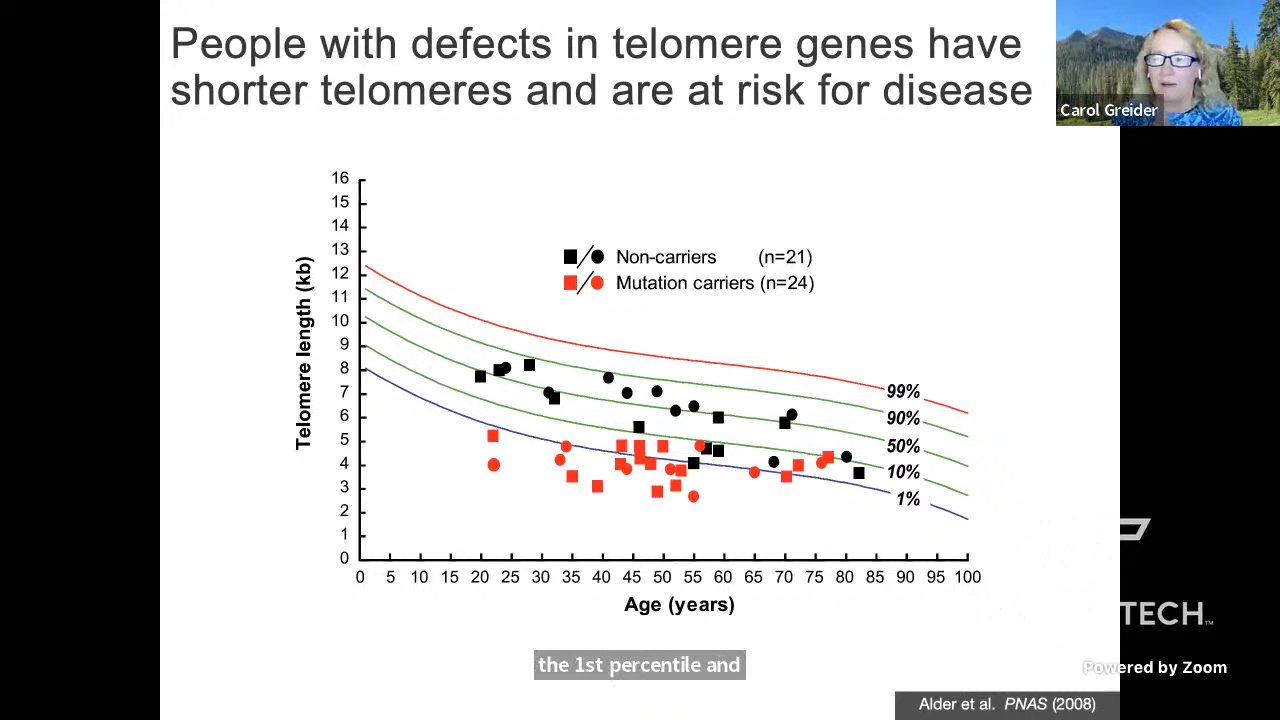 People with defects in telomere genes have
shorter telomeres and are at risk for disease
Carol Greider
Telomere length (kb)
16
15
14
13
12
11
10
9
8
7
6
5
4
3
2
1
0
Non-carriers (n=21)
Mutation carriers (n=24)
99%
90%
50%
10%
1%
0 5 10 15 20 25 30 35 40 45 50 55 60 65 70 75 80 85 90 95 100
Age (years)
TECH™
the 1st percentile and
Powered by Zoom
Alder et al. PNAS (2008)